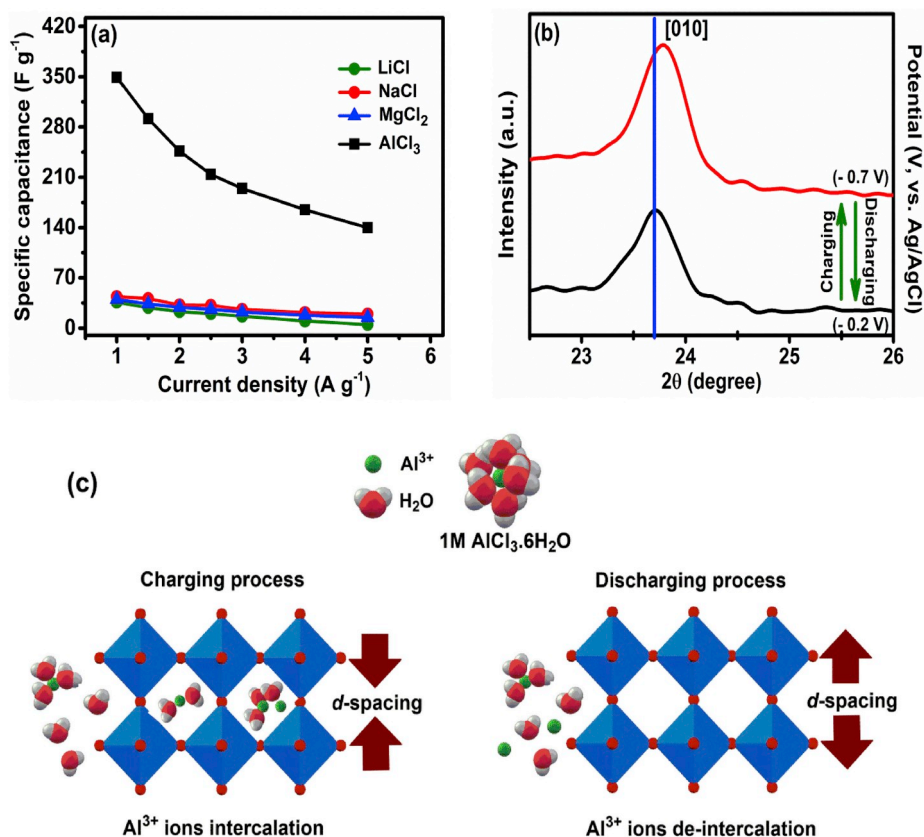 (a)
420
350
280
210
140
70
0
Specific capacitance (F g⁻¹)
LiCl
NaCl
MgCl₂
AlCl₃
1 2 3 4 5 6
Current density (A g⁻¹)
(b)
[010]
Intensity (a.u.)
(- 0.7 V)
Charging
Discharging
(- 0.2 V)
Potential (V, vs. Ag/AgCl)
23 24 25 26
2θ (degree)
(c)
Al³⁺
H₂O
1M AlCl₃.6H₂O
Charging process
d-spacing
Al³⁺ ions intercalation
Discharging process
d-spacing
Al³⁺ ions de-intercalation